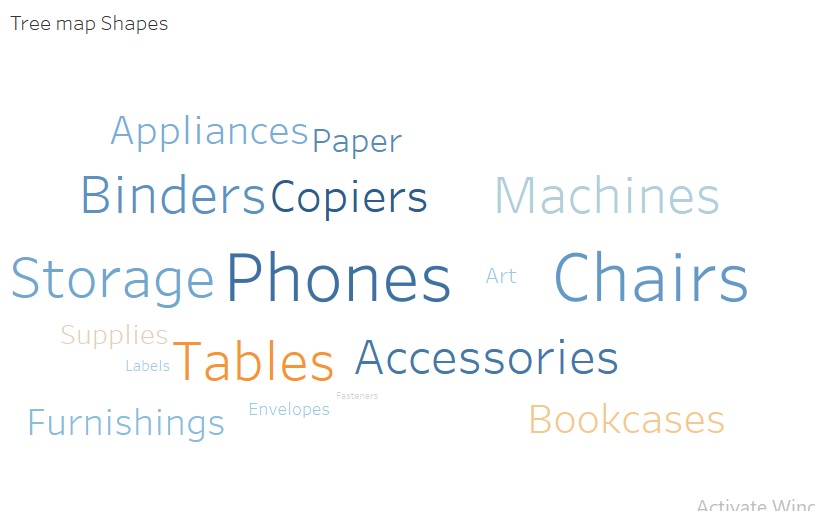 Tree map Shapes
Appliances Paper
Binders Copiers Machines
Storage Phones Art Chairs
Supplies
Labels Tables Accessories
Fasteners
Furnishings Envelopes Bookcases
Activate Winc